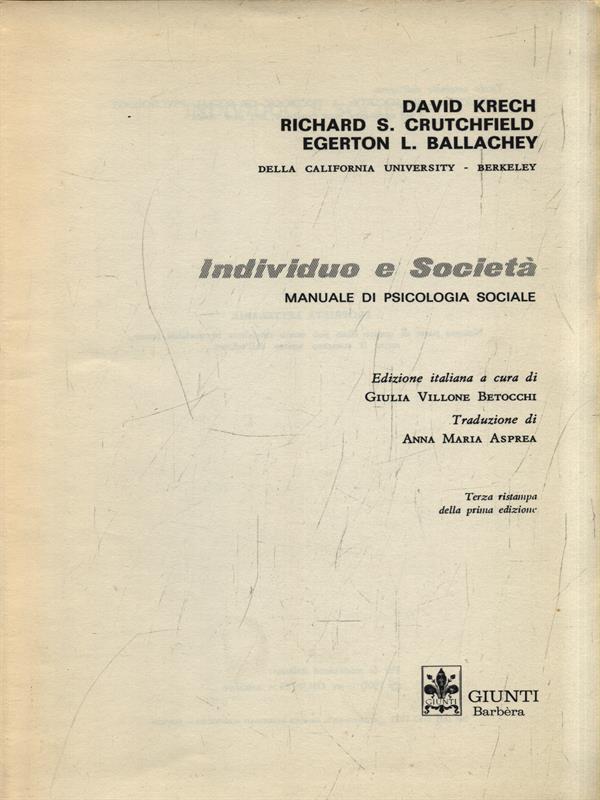 DAVID KRECH
RICHARD S. CRUTCHFIELD
EGERTON L. BALLACHEY
DELLA CALIFORNIA UNIVERSITY - BERKELEY
Individuo e Società
MANUALE DI PSICOLOGIA SOCIALE
Edizione italiana a cura di
GIULIA VILLONE BETOCCHI
Traduzione di
ANNA MARIA ASPREA
Terza ristampa
della prima edizione
GIUNTI
GIUNTI
Barbèra